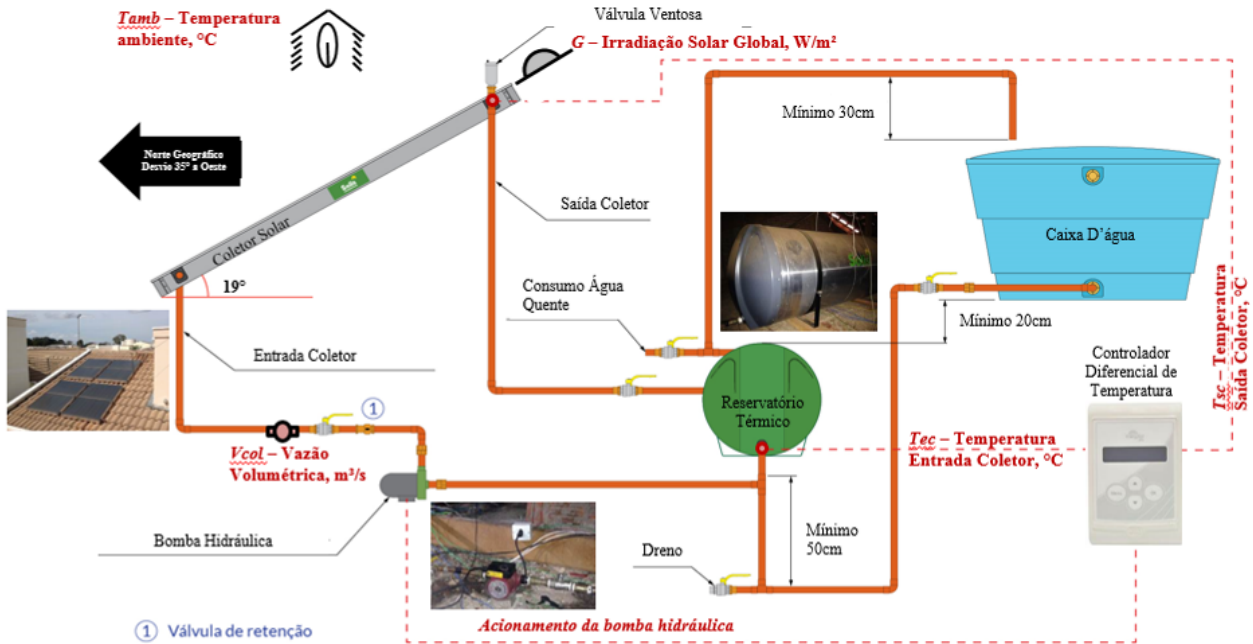 Tamb – Temperatura
ambiente, °C
Válvula Ventosa
G – Irradiação Solar Global, W/m²
Mínimo 30cm
Norte Geográfico
Desvio 35° a Oeste
Coletor Solar
Saída Coletor
Caixa D'água
19°
Consumo Água
Quente
Mínimo 20cm
Entrada Coletor
Controlador
Diferencial de
Temperatura
Tsc – Temperatura
Saída Coletor, °C
Reservatório
Térmico
1
Vcol – Vazão
Volumétrica, m³/s
Tec – Temperatura
Entrada Coletor, °C
Mínimo
50cm
Bomba Hidráulica
Dreno
Acionamento da bomba hidráulica
1 Válvula de retenção